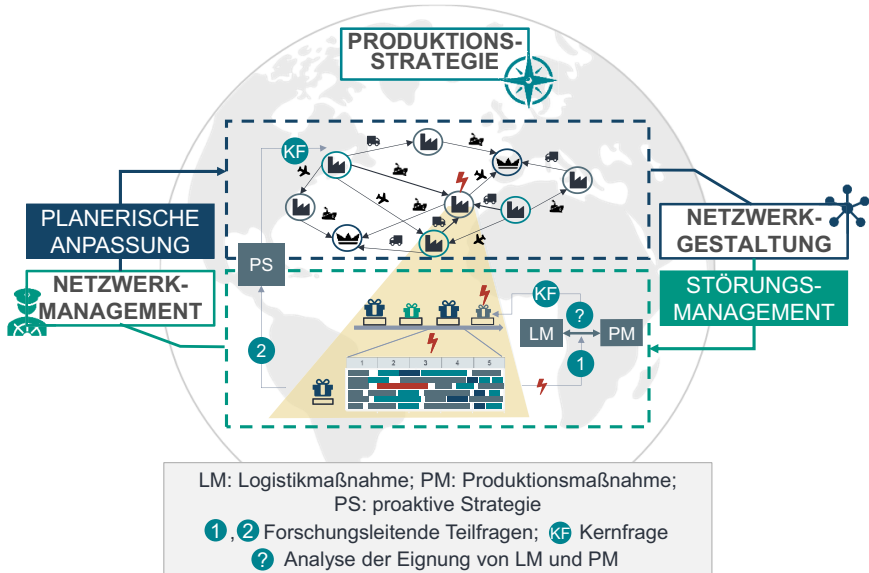 PRODUKTIONS-
STRATEGIE
KF
PLANERISCHE
ANPASSUNG
NETZWERK-
GESTALTUNG
PS
NETZWERK-
MANAGEMENT
STÖRUNGS-
MANAGEMENT
KF
?
LM
PM
2
1
1 2 3 4 5
LM: Logistikmaßnahme; PM: Produktionsmaßnahme;
PS: proaktive Strategie
1 , 2 Forschungsleitende Teilfragen; KF Kernfrage
? Analyse der Eignung von LM und PM